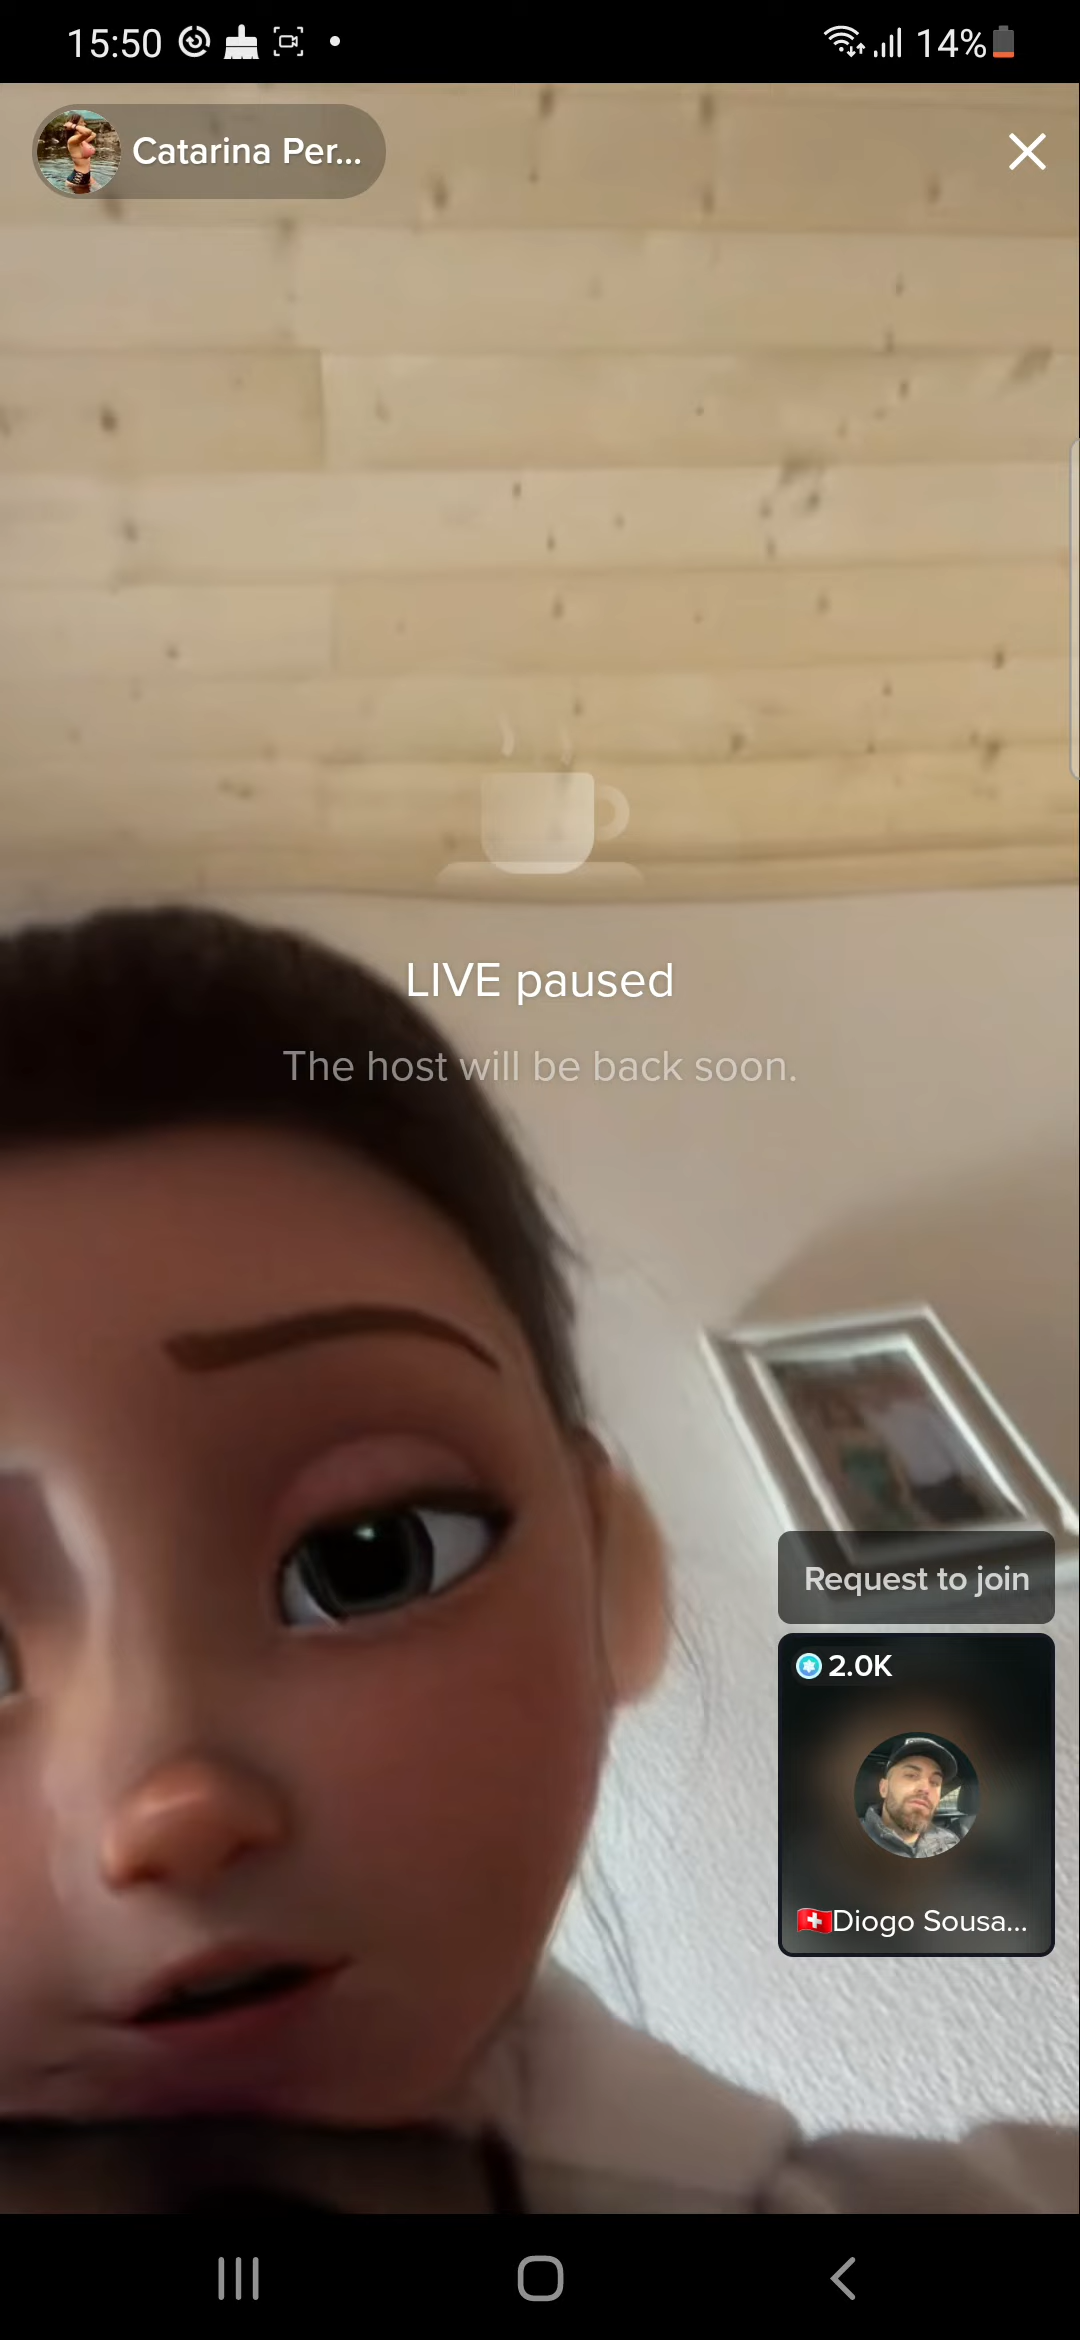 15:50
14%
Catarina Per...
LIVE paused
The host will be back soon.
Request to join
2.0K
🇨🇭Diogo Sousa...